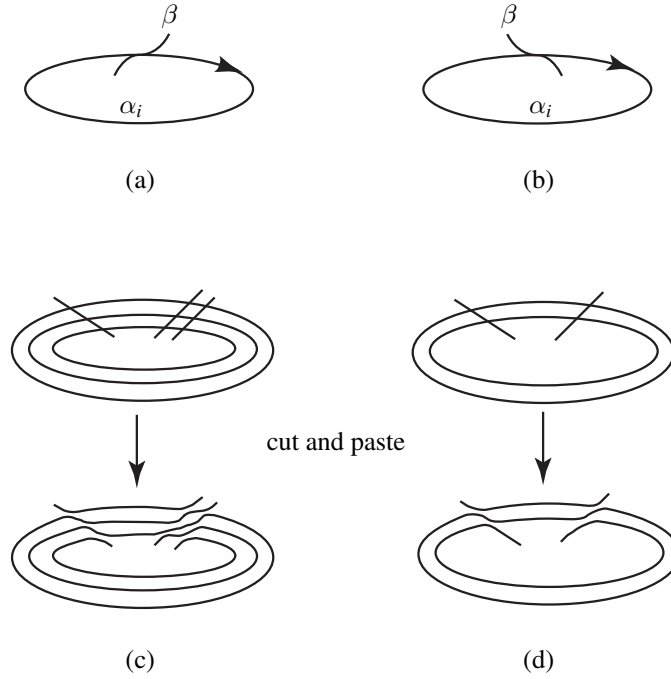 β β
α_i α_i
(a) (b)
cut and paste
(c) (d)